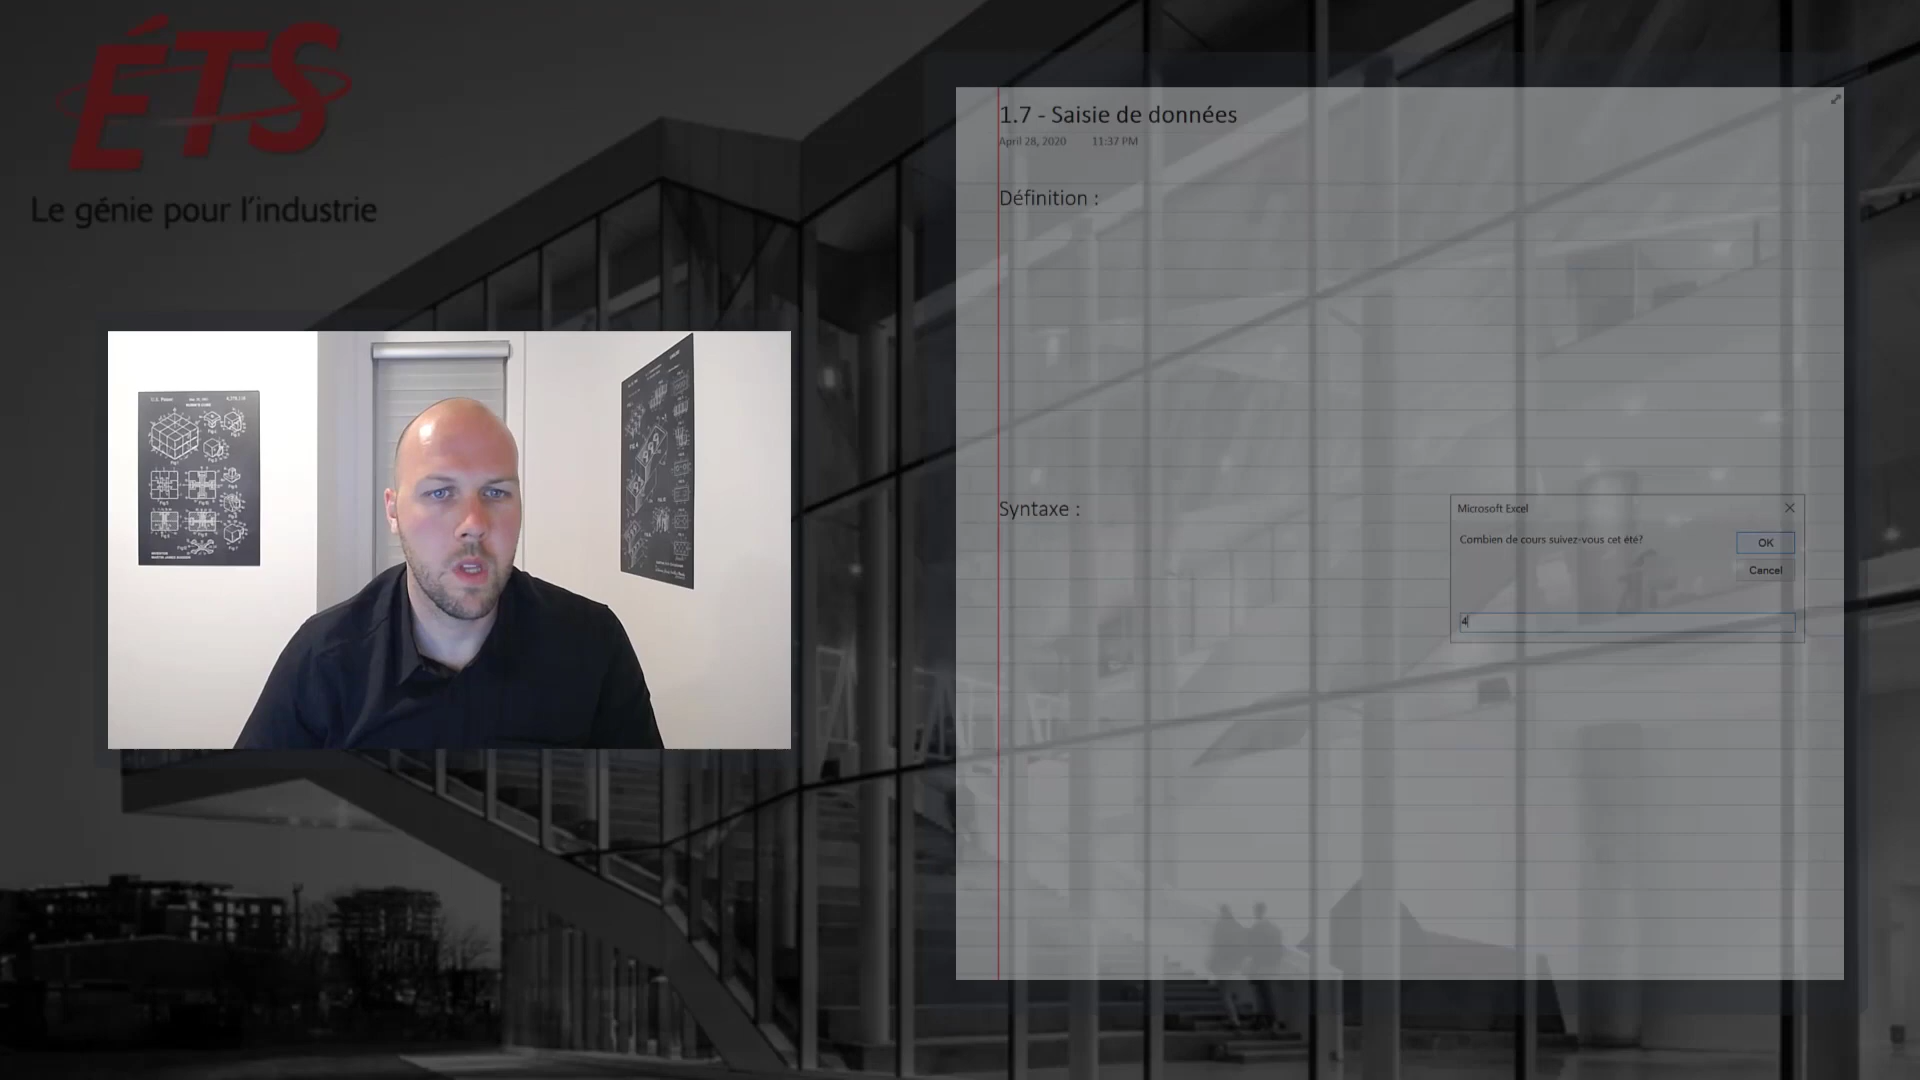 ÉTS
Le génie pour l'industrie
1.7 - Saisie de données
April 28, 2020 11:37 PM
Définition :
Syntaxe :
Microsoft Excel
Combien de cours suivez-vous cet été?
OK
Cancel
4
U.S. Patent